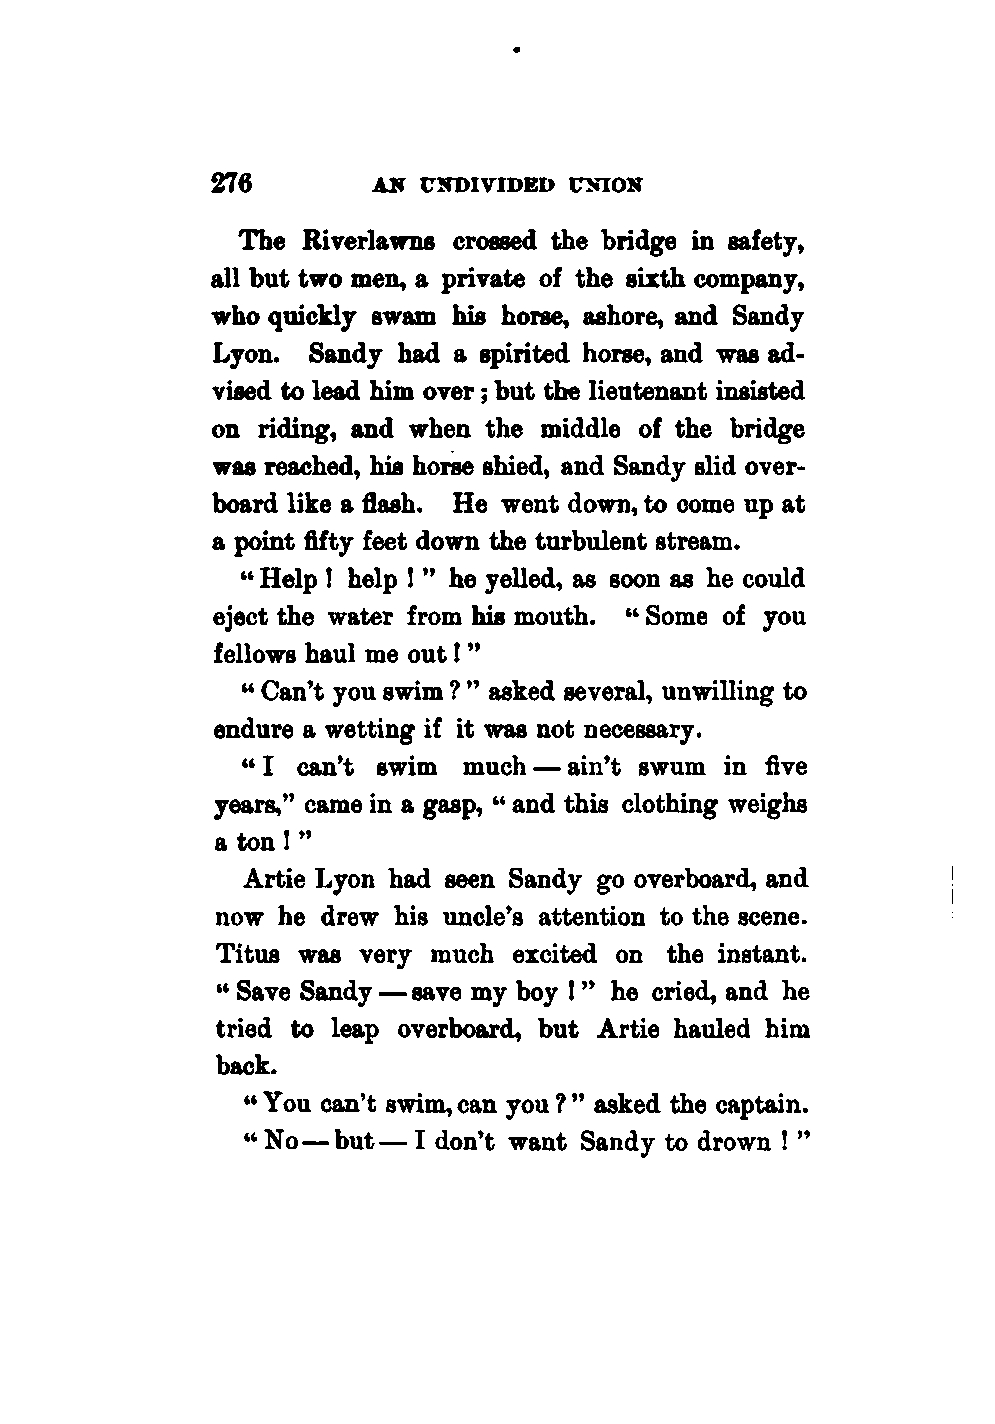 276 AN UNDIVIDED UNION
The Riverlawns crossed the bridge in safety,
all but two men, a private of the sixth company,
who quickly swam his horse, ashore, and Sandy
Lyon. Sandy had a spirited horse, and was ad-
vised to lead him over; but the lieutenant insisted
on riding, and when the middle of the bridge
was reached, his horse shied, and Sandy slid over-
board like a flash. He went down, to come up at
a point fifty feet down the turbulent stream.
"Help! help!" he yelled, as soon as he could
eject the water from his mouth. "Some of you
fellows haul me out!"
"Can't you swim?" asked several, unwilling to
endure a wetting if it was not necessary.
"I can't swim much — ain't swum in five
years," came in a gasp, "and this clothing weighs
a ton!"
Artie Lyon had seen Sandy go overboard, and
now he drew his uncle's attention to the scene.
Titus was very much excited on the instant.
"Save Sandy — save my boy!" he cried, and he
tried to leap overboard, but Artie hauled him
back.
"You can't swim, can you?" asked the captain.
"No — but — I don't want Sandy to drown!"